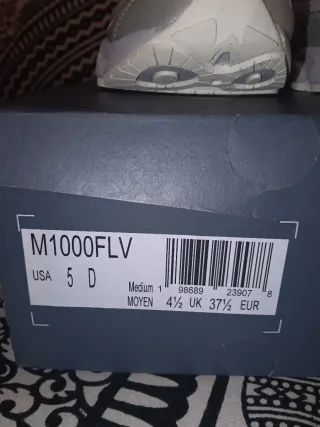 M1000FLV
USA 5 D
Medium 1 98689 23907 8
MOYEN 4½ UK 37½ EUR